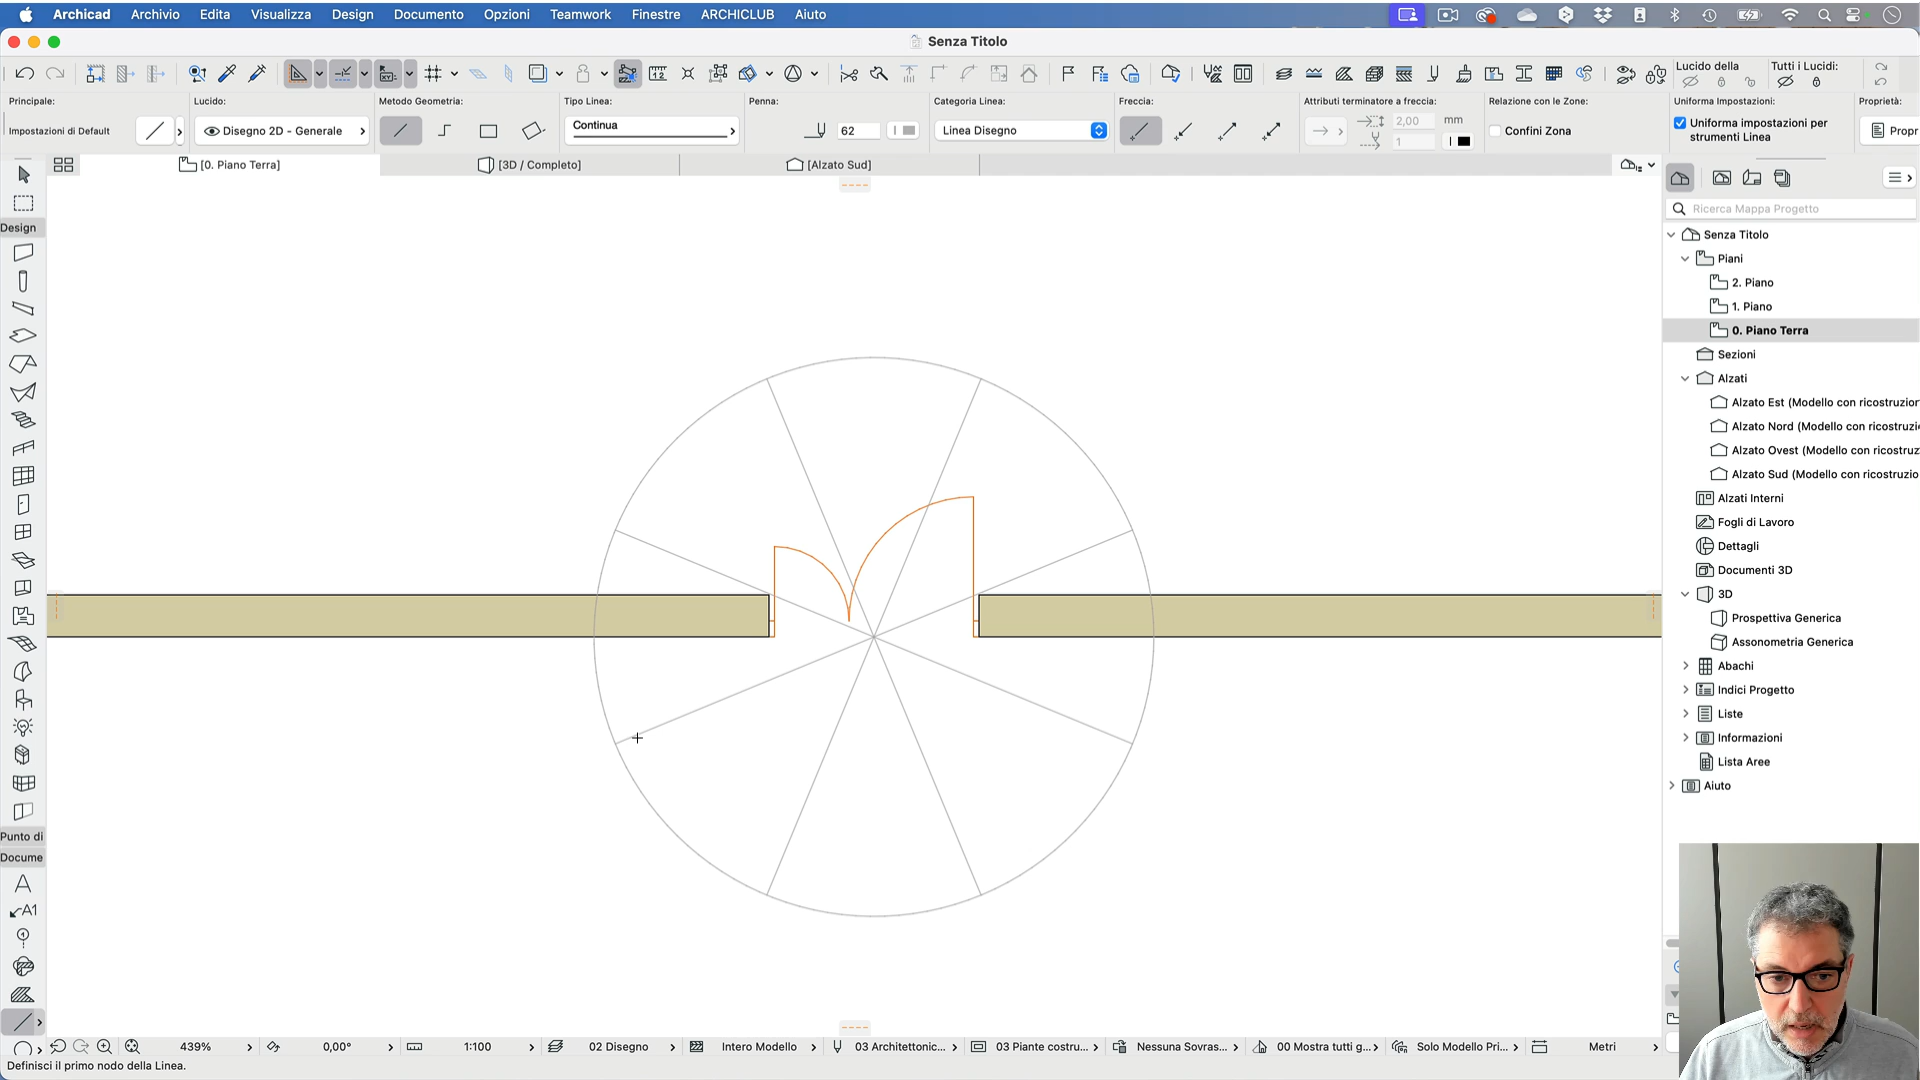 Archicad Archivio Edita Visualizza Design Documento Opzioni Teamwork Finestre ARCHICLUB Aiuto
Senza Titolo
Lucido della
Tutti i Lucidi:
Principale:
Lucido:
Metodo Geometria:
Tipo Linea:
Penna:
Categoria Linea:
Freccia:
Attributi terminatore a freccia:
Relazione con le Zone:
Uniforma Impostazioni:
Proprietà:
Impostazioni di Default
Disegno 2D - Generale
Continua
62
Linea Disegno
2,00 mm
1
Confini Zona
Uniforma impostazioni per
strumenti Linea
Propr
[0. Piano Terra]
[3D / Completo]
[Alzato Sud]
Ricerca Mappa Progetto
Design
Senza Titolo
Piani
2. Piano
1. Piano
0. Piano Terra
Sezioni
Alzati
Alzato Est (Modello con ricostruzior
Alzato Nord (Modello con ricostruzi
Alzato Ovest (Modello con ricostruz
Alzato Sud (Modello con ricostruzio
Alzati Interni
Fogli di Lavoro
Dettagli
Documenti 3D
3D
Prospettiva Generica
Assonometria Generica
Abachi
Indici Progetto
Liste
Informazioni
Lista Aree
Aiuto
Punto di
Docume
A
A1
439%
0,00°
1:100
02 Disegno
Intero Modello
03 Architettonic...
03 Piante costru...
Nessuna Sovras...
00 Mostra tutti g...
Solo Modello Pri...
Metri
Definisci il primo nodo della Linea.